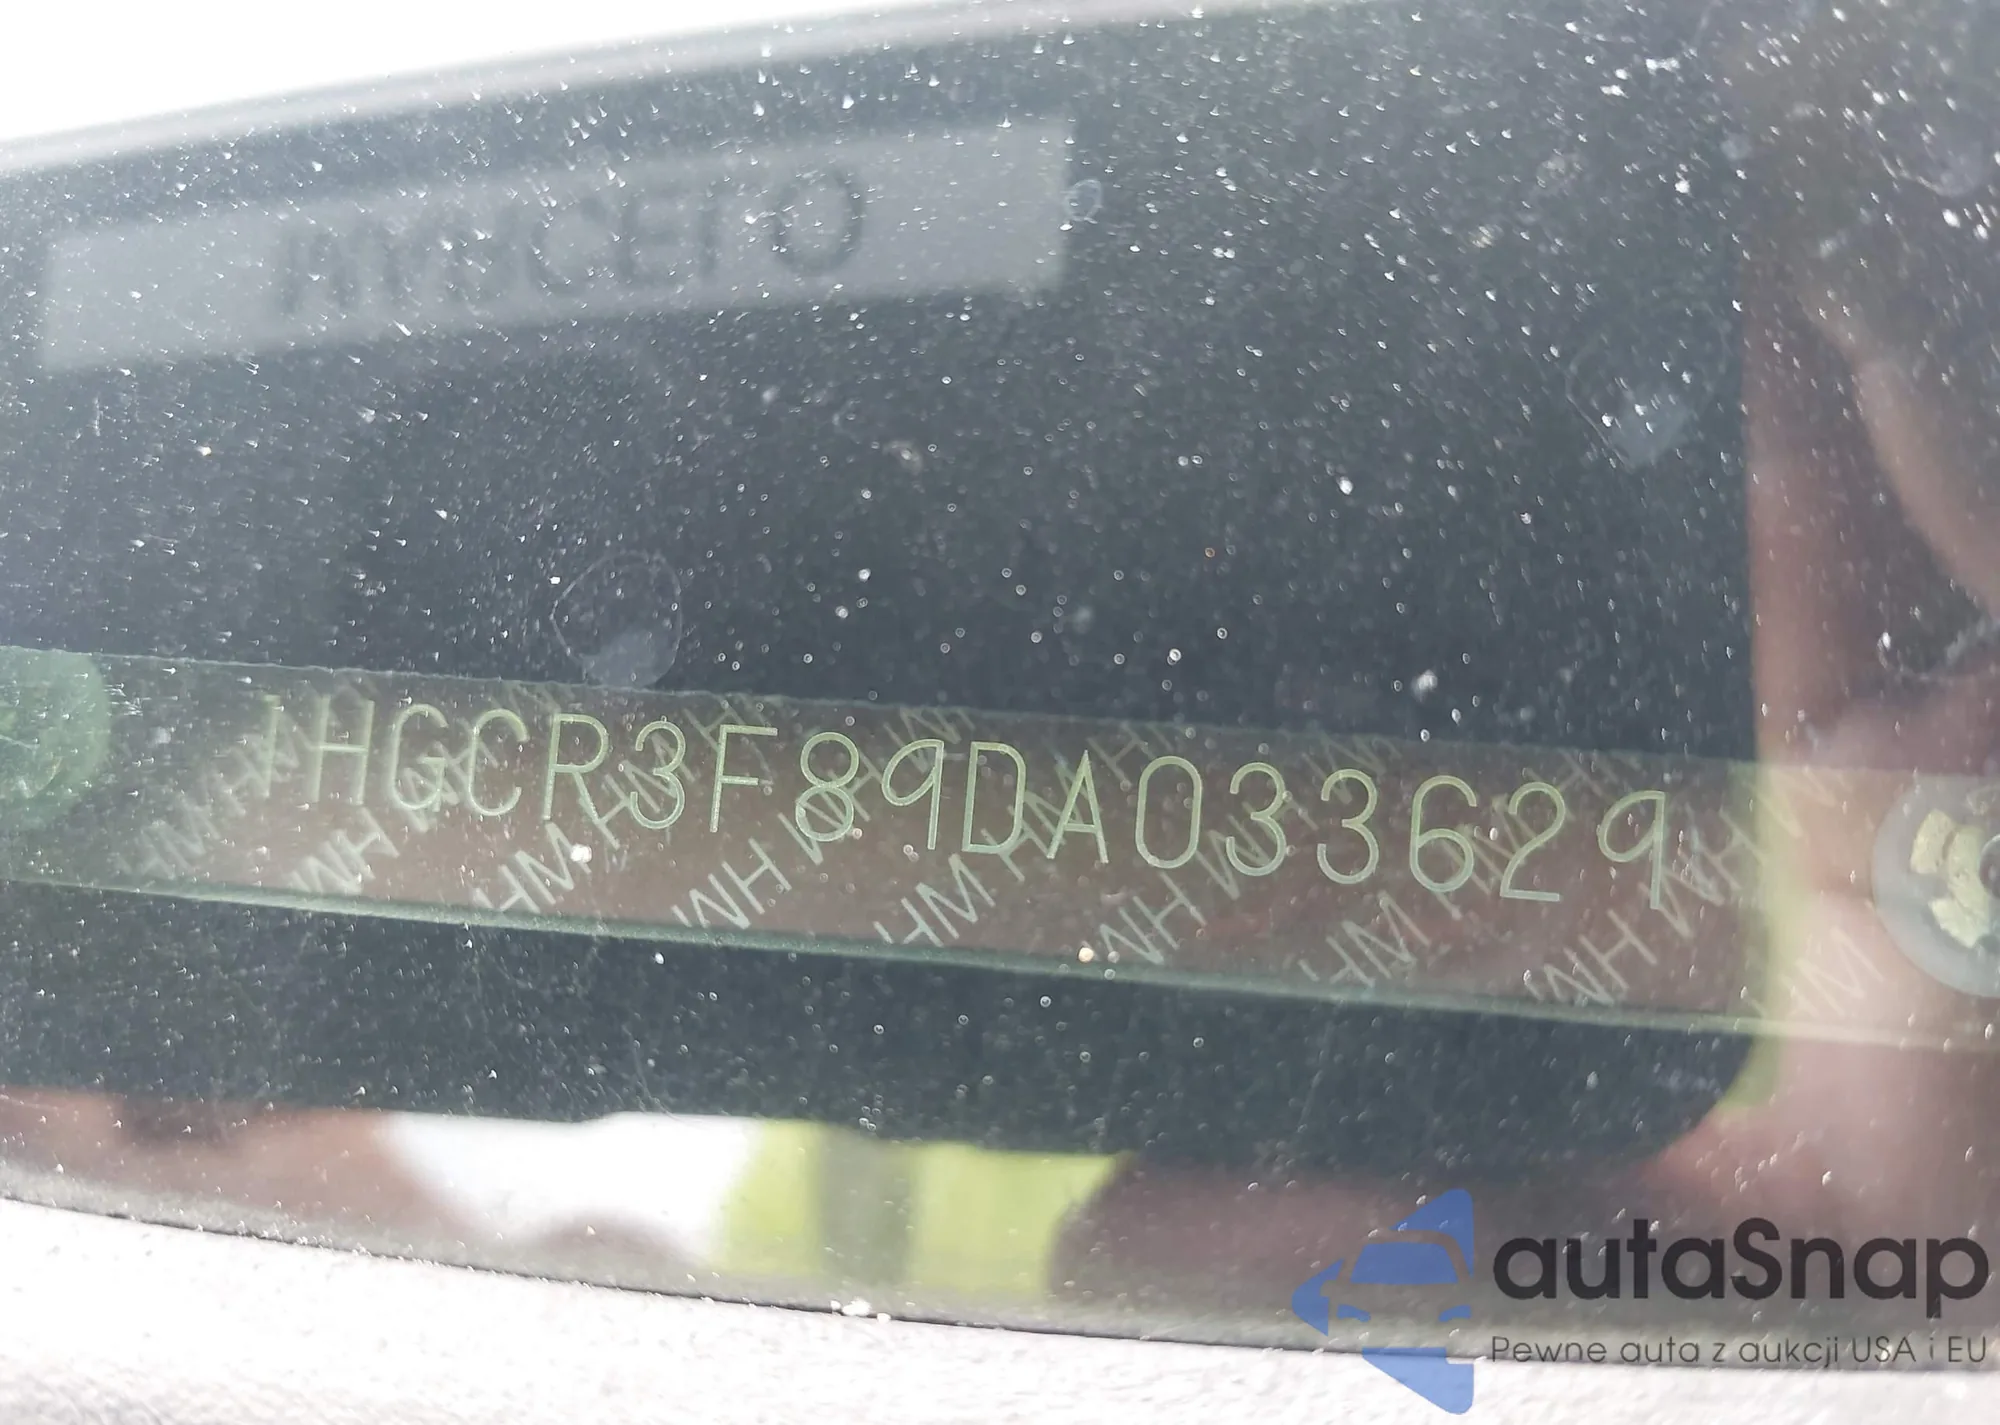 1HGCR3F89DA033629
autaSnap
Pewne auta z aukcji USA i EU